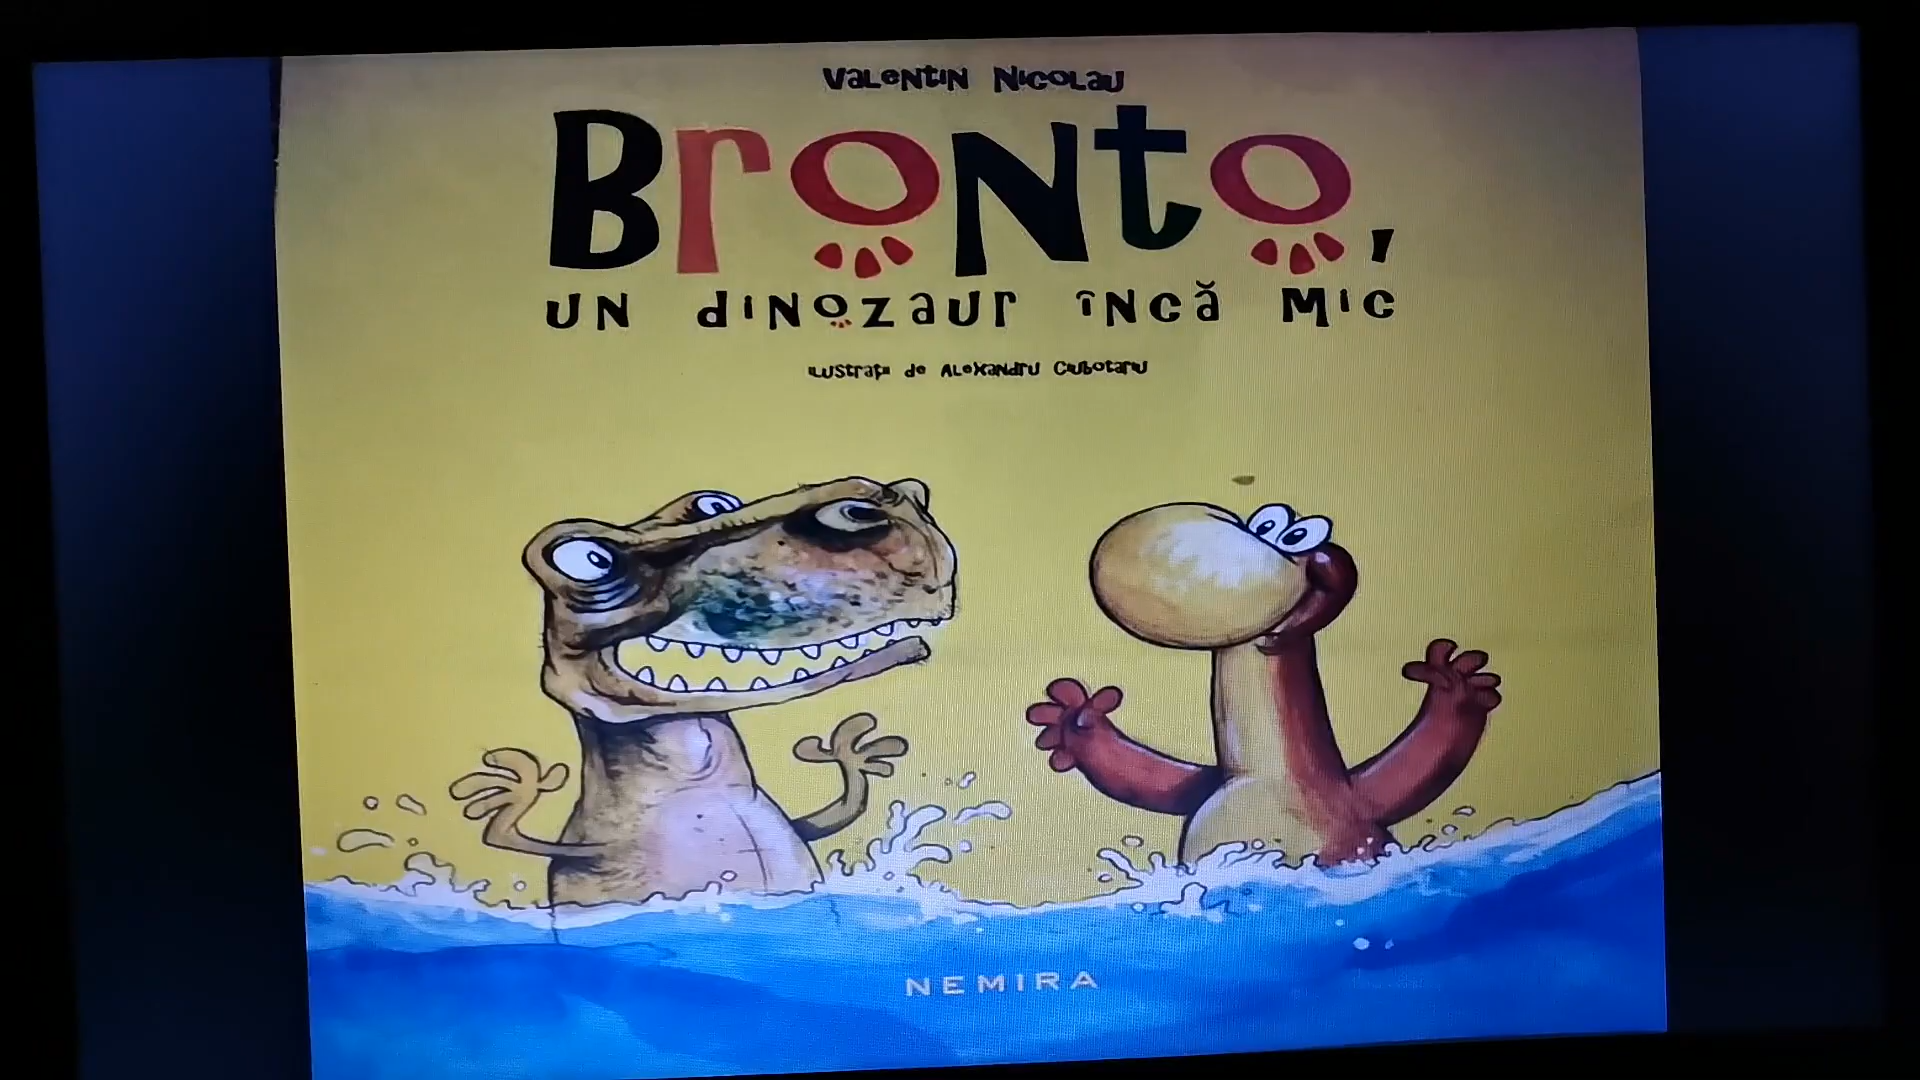 Valentin Nicolau
Bronto,
un dinozaur încă mic
ilustrații de Alexandru Ciubotariu
NEMIRA